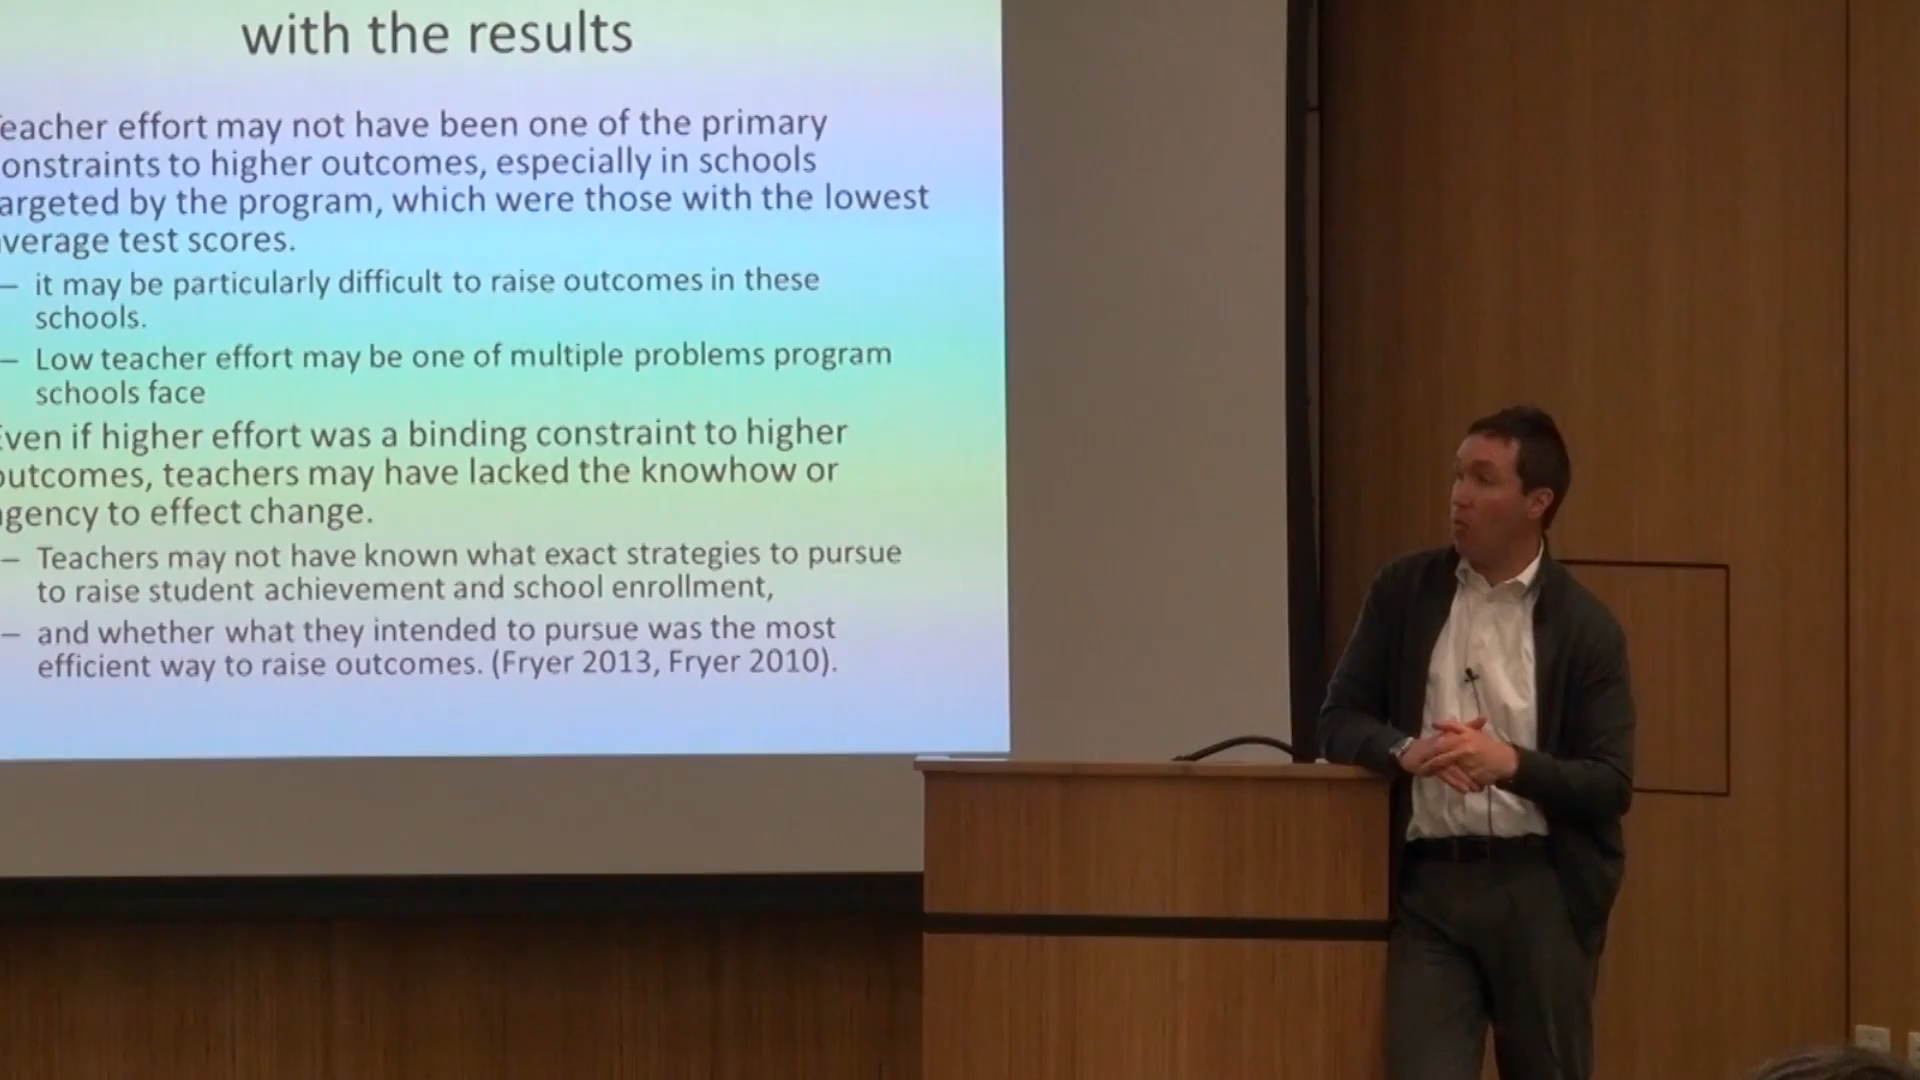 with the results
eacher effort may not have been one of the primary
onstraints to higher outcomes, especially in schools
argeted by the program, which were those with the lowest
verage test scores.
– it may be particularly difficult to raise outcomes in these
schools.
– Low teacher effort may be one of multiple problems program
schools face
ven if higher effort was a binding constraint to higher
outcomes, teachers may have lacked the knowhow or
agency to effect change.
– Teachers may not have known what exact strategies to pursue
to raise student achievement and school enrollment,
– and whether what they intended to pursue was the most
efficient way to raise outcomes. (Fryer 2013, Fryer 2010).